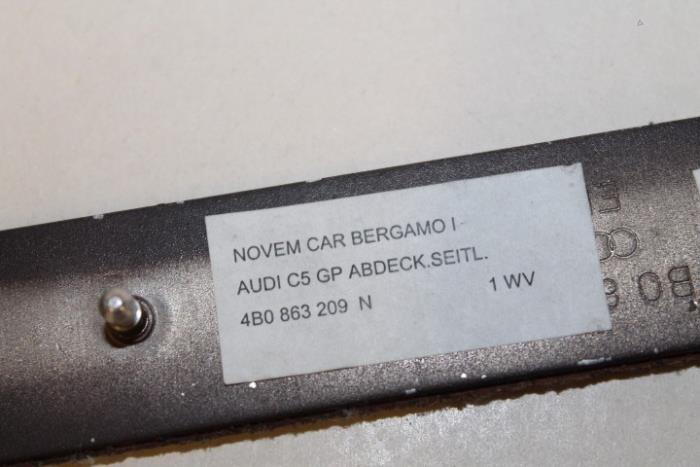 NOVEM CAR BERGAMO I
AUDI C5 GP ABDECK.SEITL.
4B0 863 209 N 1 WV